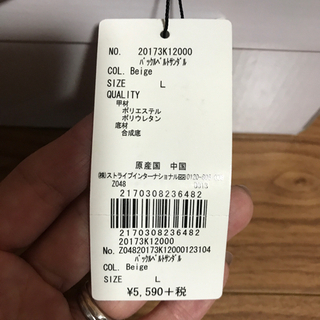 NO. 20173K12000
バックルベルトサンダル
COL. Beige
SIZE L
QUALITY
甲材
ポリエステル
ポリウレタン
底材
合成底
原産国 中国
㈱ストライプインターナショナル
Z048
2170308236482
2170308236482
20173K12000
No. Z04820173K12000123104
バックルベルトサンダル
COL. Beige
SIZE L
¥5,590+税